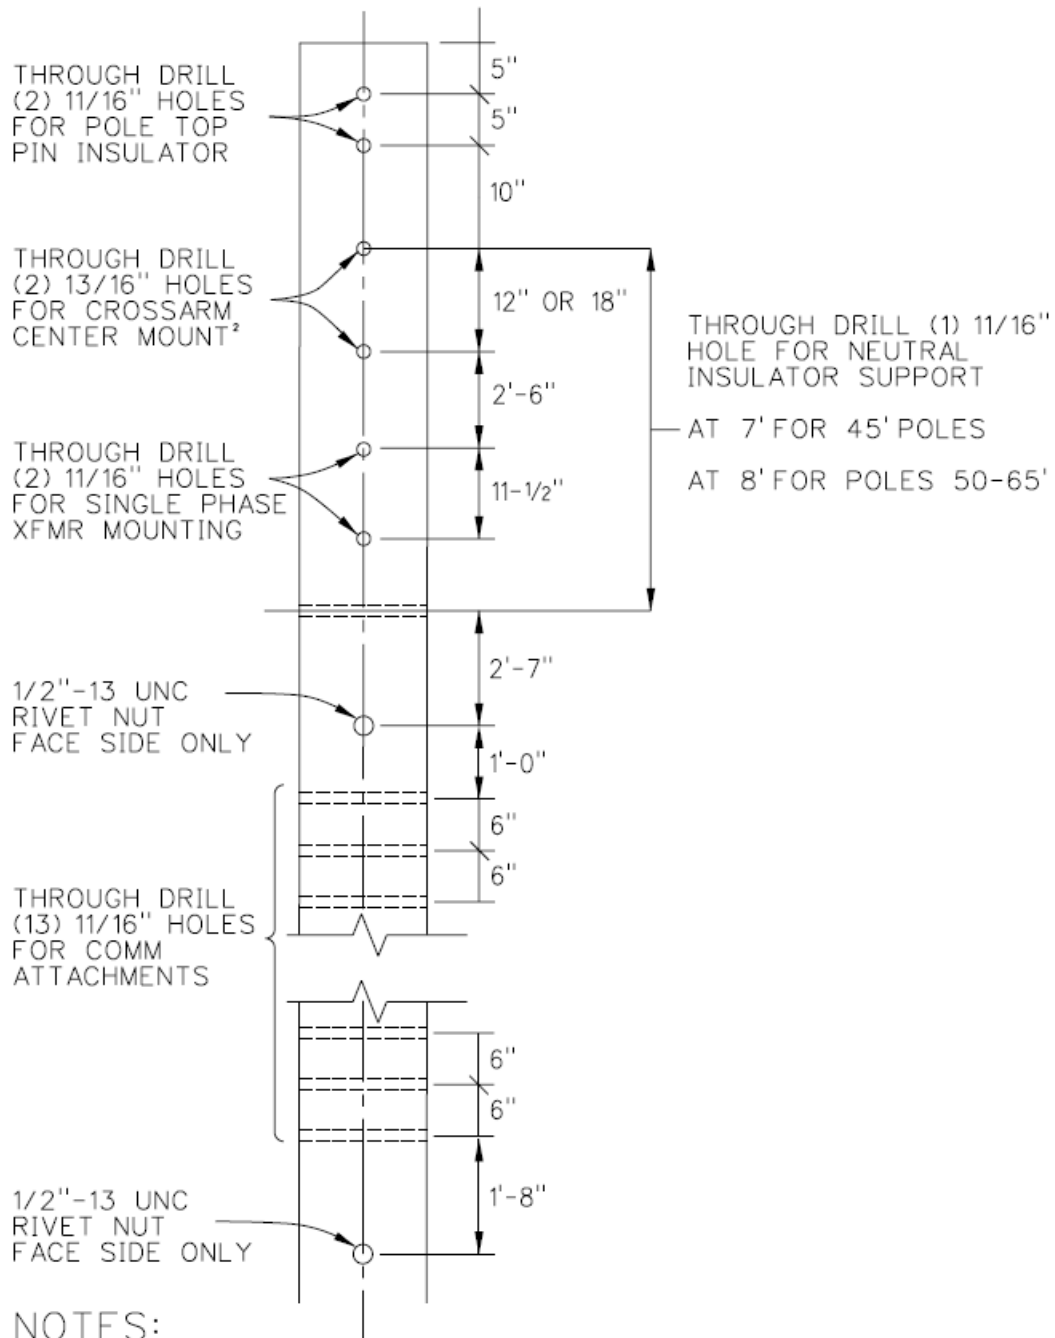 THROUGH DRILL
(2) 11/16" HOLES
FOR POLE TOP
PIN INSULATOR
5"
5"
10"
THROUGH DRILL
(2) 13/16" HOLES
FOR CROSSARM
CENTER MOUNT²
12" OR 18"
2'-6"
THROUGH DRILL (1) 11/16"
HOLE FOR NEUTRAL
INSULATOR SUPPORT
AT 7' FOR 45' POLES
AT 8' FOR POLES 50-65'
THROUGH DRILL
(2) 11/16" HOLES
FOR SINGLE PHASE
XFMR MOUNTING
11-1/2"
2'-7"
1/2"-13 UNC
RIVET NUT
FACE SIDE ONLY
1'-0"
6"
6"
THROUGH DRILL
(13) 11/16" HOLES
FOR COMM
ATTACHMENTS
6"
6"
1'-8"
1/2"-13 UNC
RIVET NUT
FACE SIDE ONLY
NOTES: